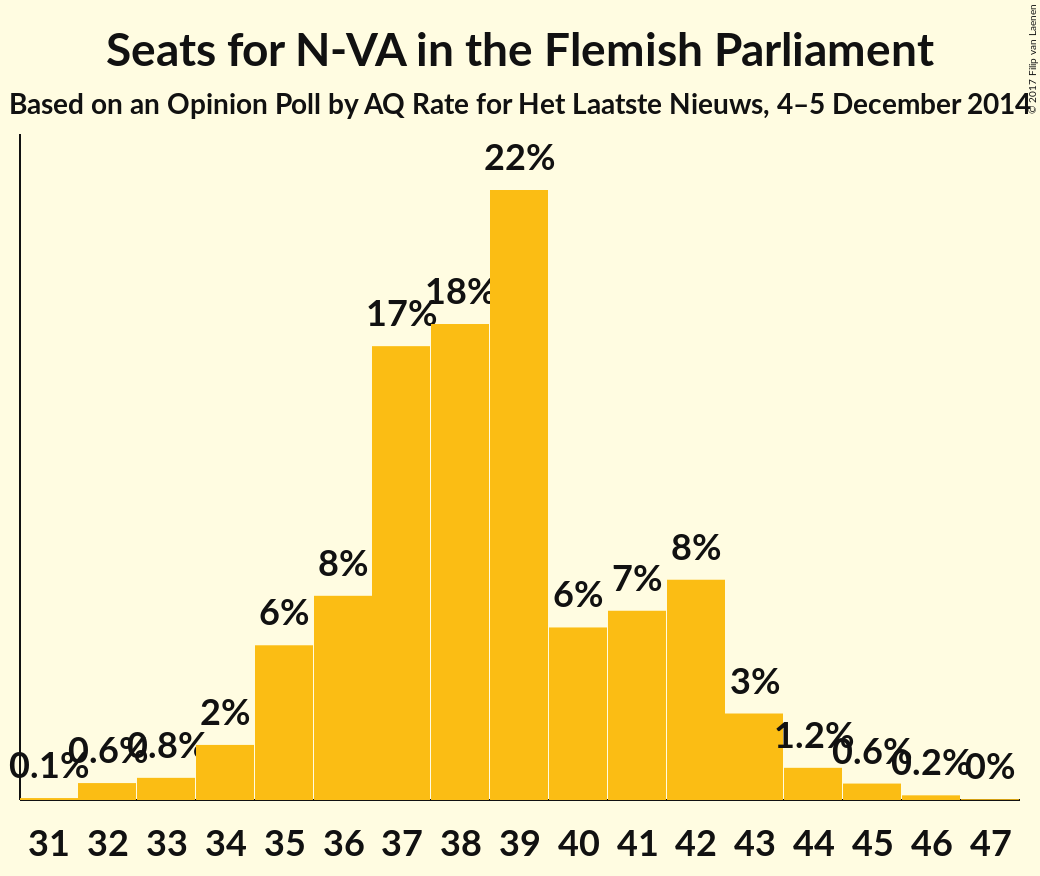 Seats for N-VA in the Flemish Parliament
Based on an Opinion Poll by AQ Rate for Het Laatste Nieuws, 4–5 December 2014
© 2017 Filip van Laenen
0.1% 0.6% 0.8% 2% 6% 8% 17% 18% 22% 6% 7% 8% 3% 1.2% 0.6% 0.2% 0%
31 32 33 34 35 36 37 38 39 40 41 42 43 44 45 46 47